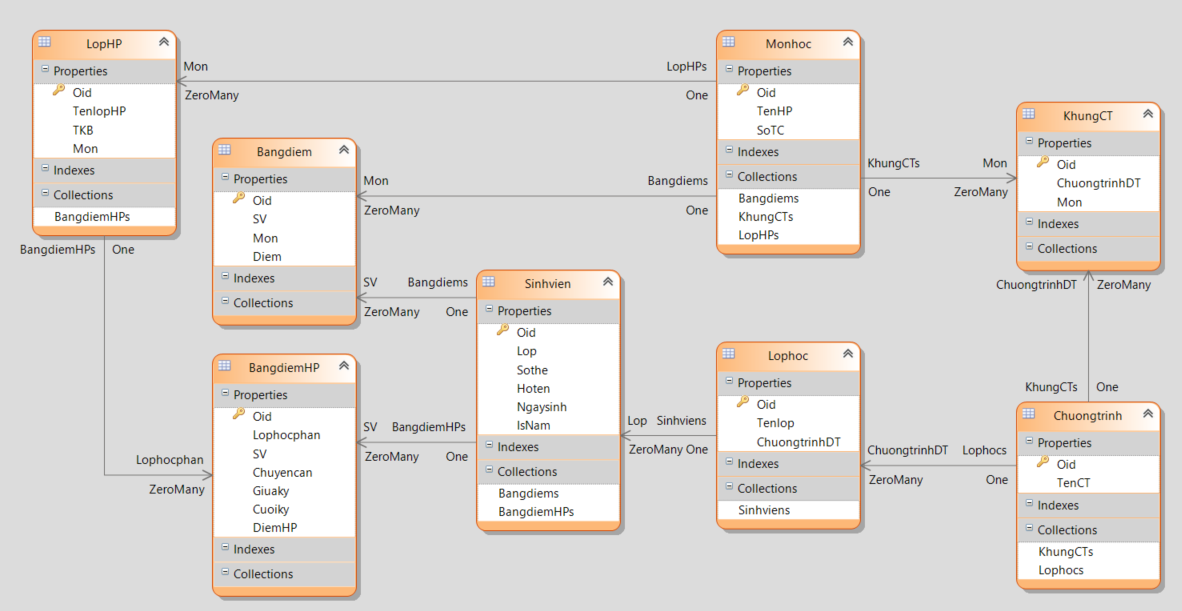 LopHP
Properties
Oid
TenlopHP
TKB
Mon
Indexes
Collections
BangdiemHPs
Mon
LopHPs
ZeroMany
One
Monhoc
Properties
Oid
TenHP
SoTC
Indexes
Collections
Bangdiems
KhungCTs
LopHPs
KhungCTs
Mon
One
ZeroMany
KhungCT
Properties
Oid
ChuongtrinhDT
Mon
Indexes
Collections
Bangdiem
Properties
Oid
SV
Mon
Diem
Indexes
Collections
Mon
Bangdiems
ZeroMany
One
BangdiemHPs
One
SV
Bangdiems
ZeroMany
One
Sinhvien
Properties
Oid
Lop
Sothe
Hoten
Ngaysinh
IsNam
Indexes
Collections
Bangdiems
BangdiemHPs
ChuongtrinhDT
ZeroMany
BangdiemHP
Properties
Oid
Lophocphan
SV
Chuyencan
Giuaky
Cuoiky
DiemHP
Indexes
Collections
Lophocphan
ZeroMany
SV
BangdiemHPs
ZeroMany
One
Lop
Sinhviens
ZeroMany
One
Lophoc
Properties
Oid
Tenlop
ChuongtrinhDT
Indexes
Collections
Sinhviens
ChuongtrinhDT
Lophocs
ZeroMany
One
KhungCTs
One
Chuongtrinh
Properties
Oid
TenCT
Indexes
Collections
KhungCTs
Lophocs